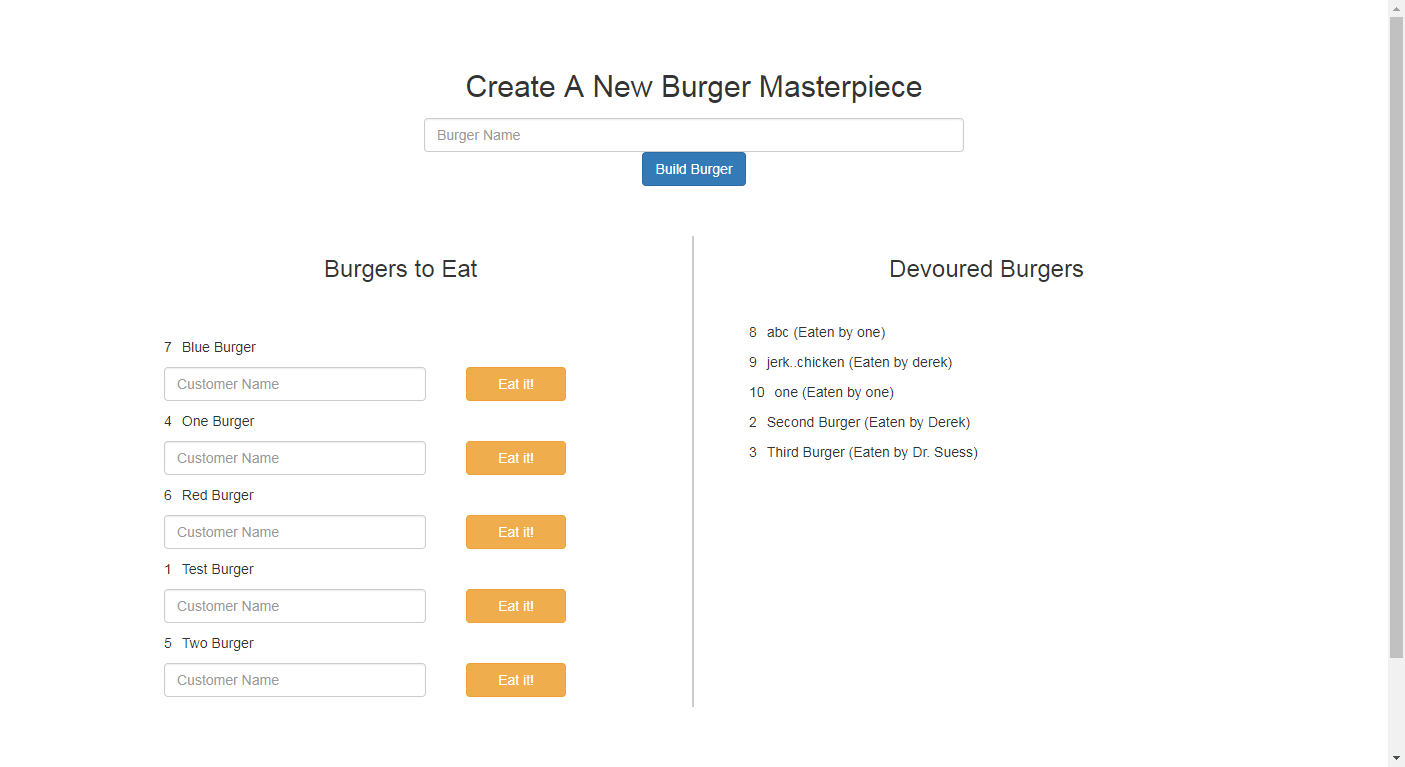 Create A New Burger Masterpiece
Burger Name
Build Burger
Burgers to Eat
7 Blue Burger
Customer Name
Eat it!
4 One Burger
Customer Name
Eat it!
6 Red Burger
Customer Name
Eat it!
1 Test Burger
Customer Name
Eat it!
5 Two Burger
Customer Name
Eat it!
Devoured Burgers
8 abc (Eaten by one)
9 jerk..chicken (Eaten by derek)
10 one (Eaten by one)
2 Second Burger (Eaten by Derek)
3 Third Burger (Eaten by Dr. Suess)